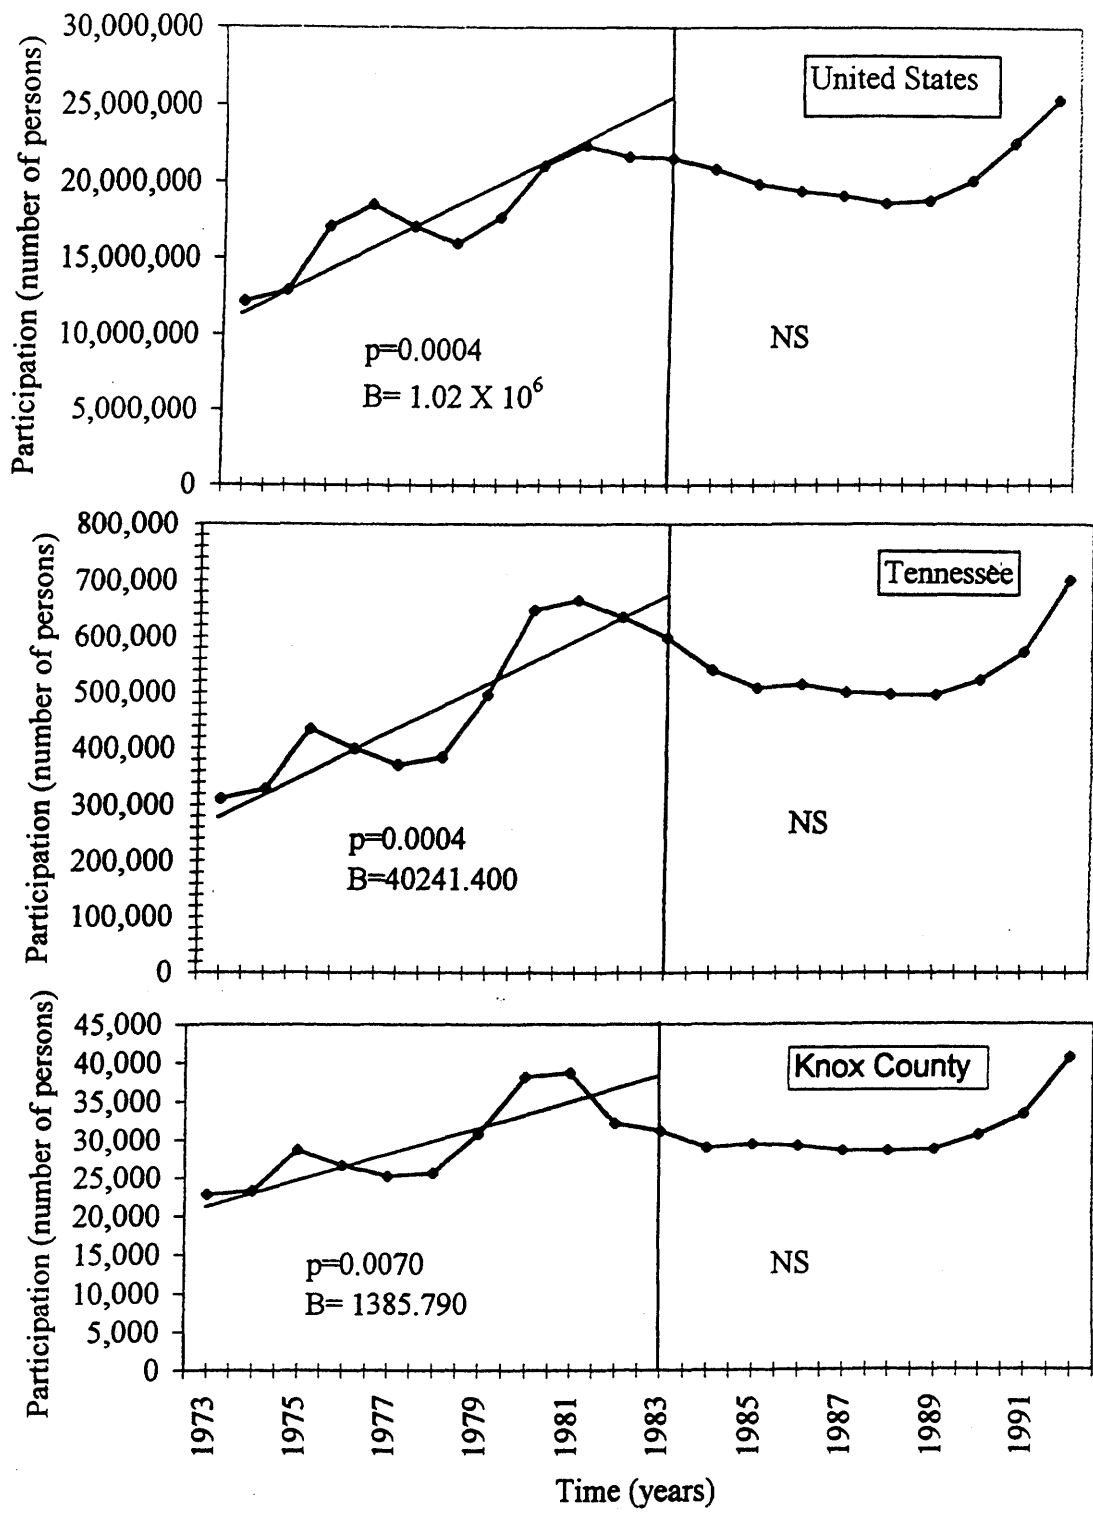 Participation (number of persons)
30,000,000
25,000,000
20,000,000
15,000,000
10,000,000
5,000,000
0
United States
p=0.0004
B= 1.02 X 10⁶
NS
Participation (number of persons)
800,000
700,000
600,000
500,000
400,000
300,000
200,000
100,000
0
Tennessee
p=0.0004
B=40241.400
NS
Participation (number of persons)
45,000
40,000
35,000
30,000
25,000
20,000
15,000
10,000
5,000
0
Knox County
p=0.0070
B= 1385.790
NS
1973
1975
1977
1979
1981
1983
1985
1987
1989
1991
Time (years)